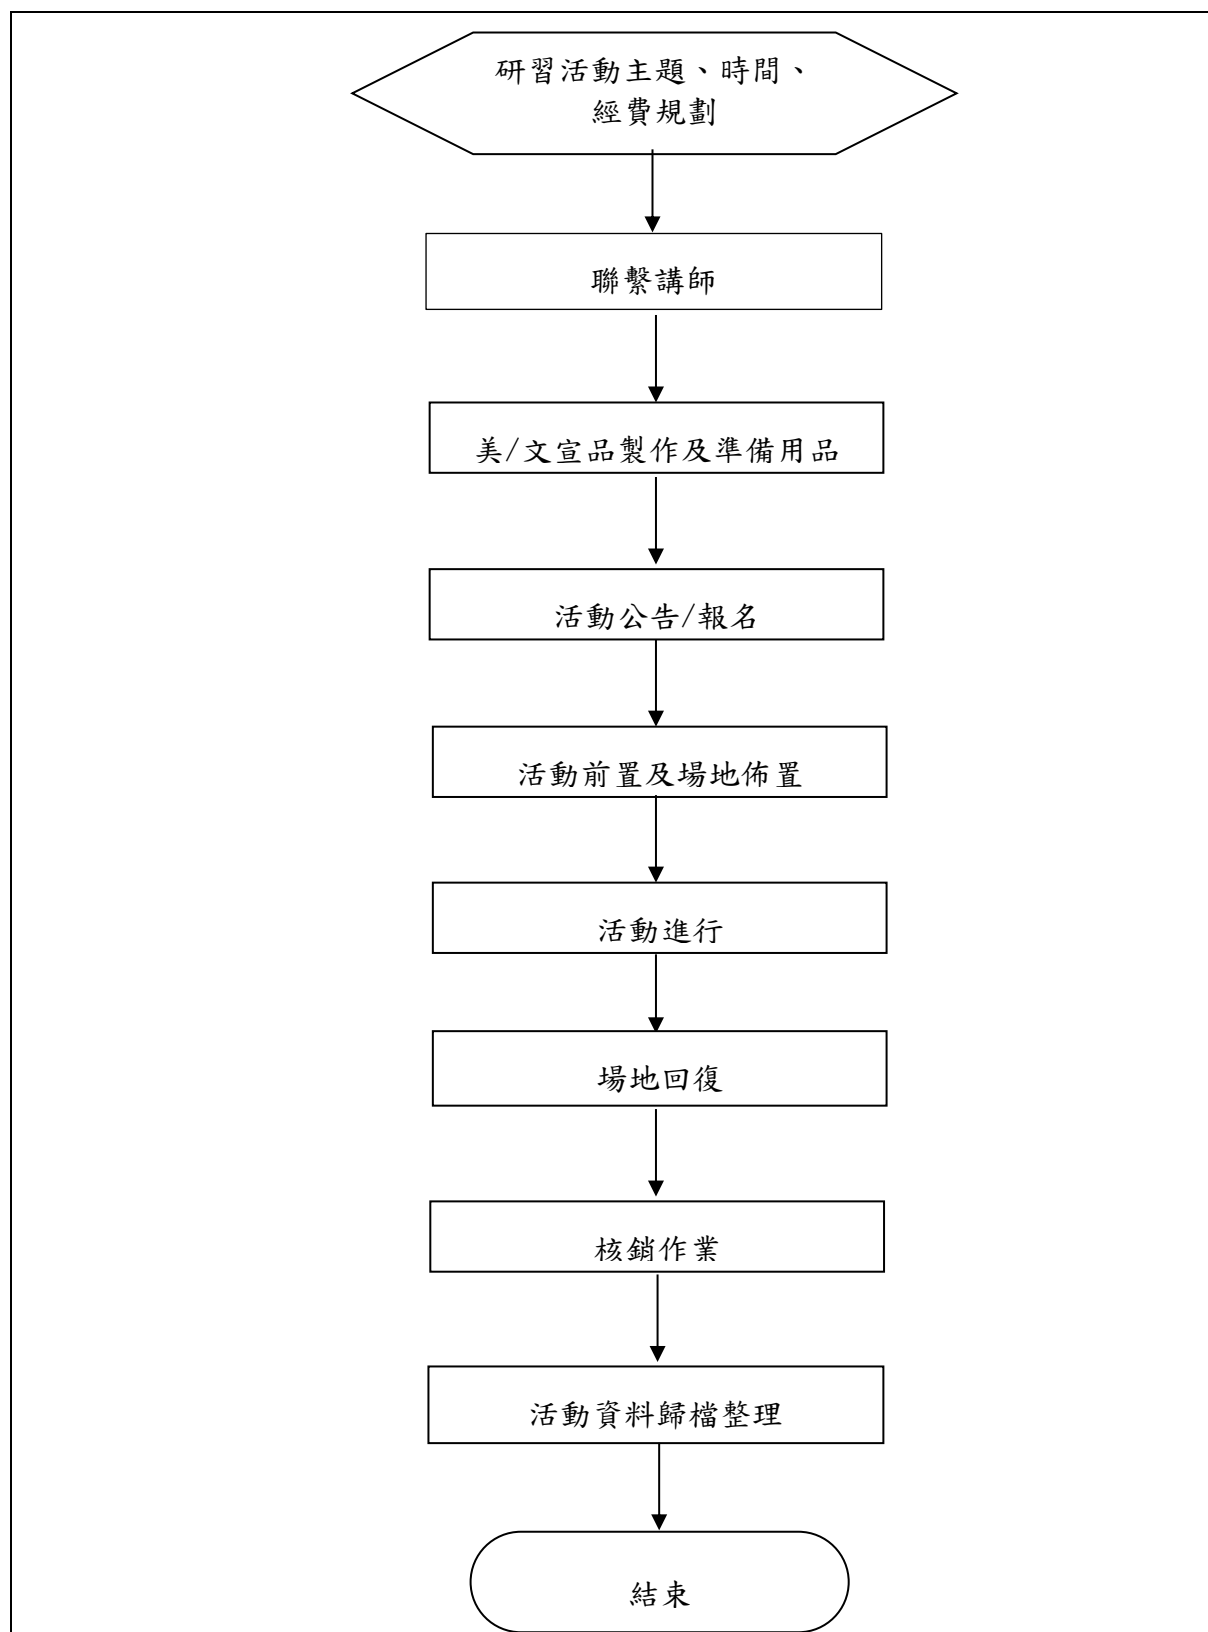 研習活動主題、時間、
經費規劃
聯繫講師
美/文宣品製作及準備用品
活動公告/報名
活動前置及場地佈置
活動進行
場地回復
核銷作業
活動資料歸檔整理
結束